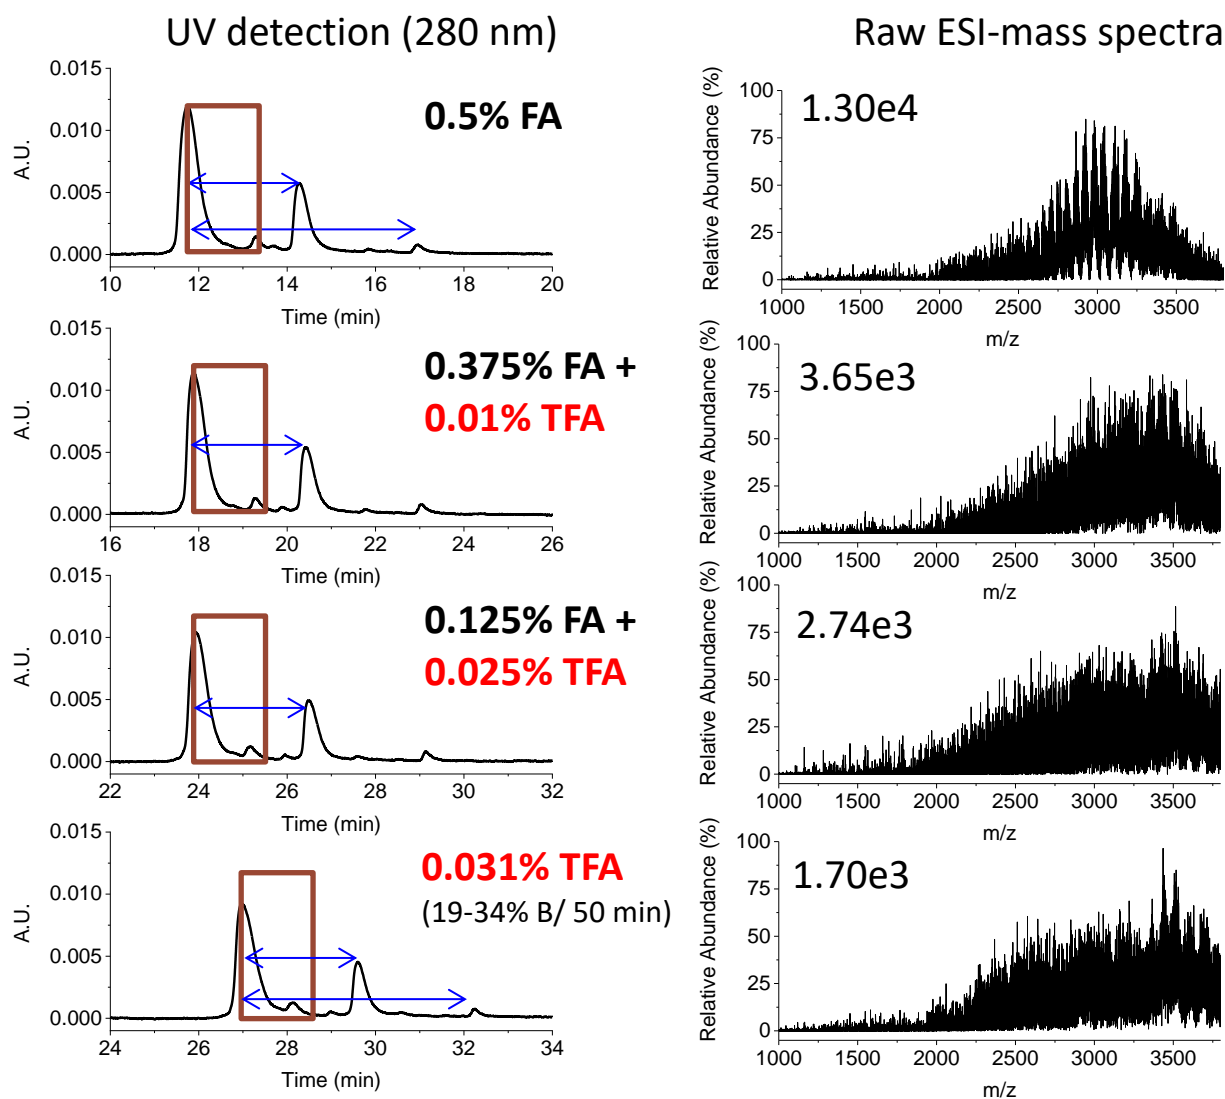 UV detection (280 nm)
Raw ESI-mass spectra
0.015
0.010
0.005
0.000
A.U.
0.5% FA
10 12 14 16 18 20
Time (min)
100
75
50
25
0
Relative Abundance (%)
1.30e4
1000 1500 2000 2500 3000 3500
m/z
0.015
0.010
0.005
0.000
A.U.
0.375% FA +
0.01% TFA
16 18 20 22 24 26
Time (min)
100
75
50
25
0
Relative Abundance (%)
3.65e3
1000 1500 2000 2500 3000 3500
m/z
0.015
0.010
0.005
0.000
A.U.
0.125% FA +
0.025% TFA
22 24 26 28 30 32
Time (min)
100
75
50
25
0
Relative Abundance (%)
2.74e3
1000 1500 2000 2500 3000 3500
m/z
0.015
0.010
0.005
0.000
A.U.
0.031% TFA
(19-34% B/ 50 min)
24 26 28 30 32 34
Time (min)
100
75
50
25
0
Relative Abundance (%)
1.70e3
1000 1500 2000 2500 3000 3500
m/z